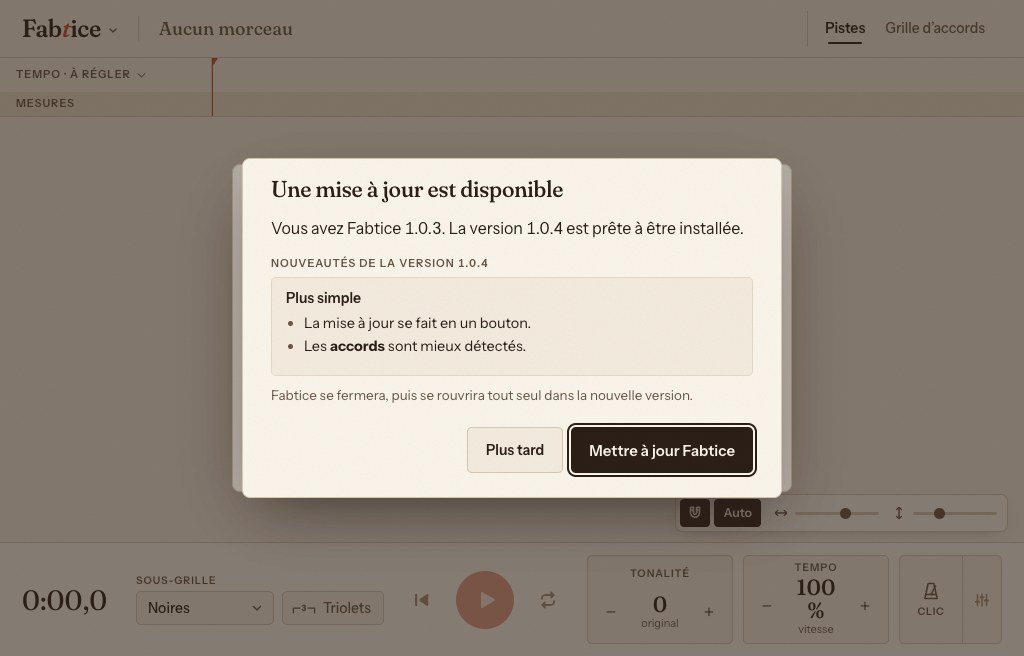 Fabtice
Aucun morceau
Pistes
Grille d’accords
TEMPO · À RÉGLER
MESURES
Une mise à jour est disponible
Vous avez Fabtice 1.0.3. La version 1.0.4 est prête à être installée.
NOUVEAUTÉS DE LA VERSION 1.0.4
Plus simple
La mise à jour se fait en un bouton.
Les accords sont mieux détectés.
Fabtice se fermera, puis se rouvrira tout seul dans la nouvelle version.
Plus tard
Mettre à jour Fabtice
Auto
0:00,0
SOUS-GRILLE
Noires
3
Triolets
TONALITÉ
− 0 +
original
TEMPO
− 100 +
%
vitesse
CLIC